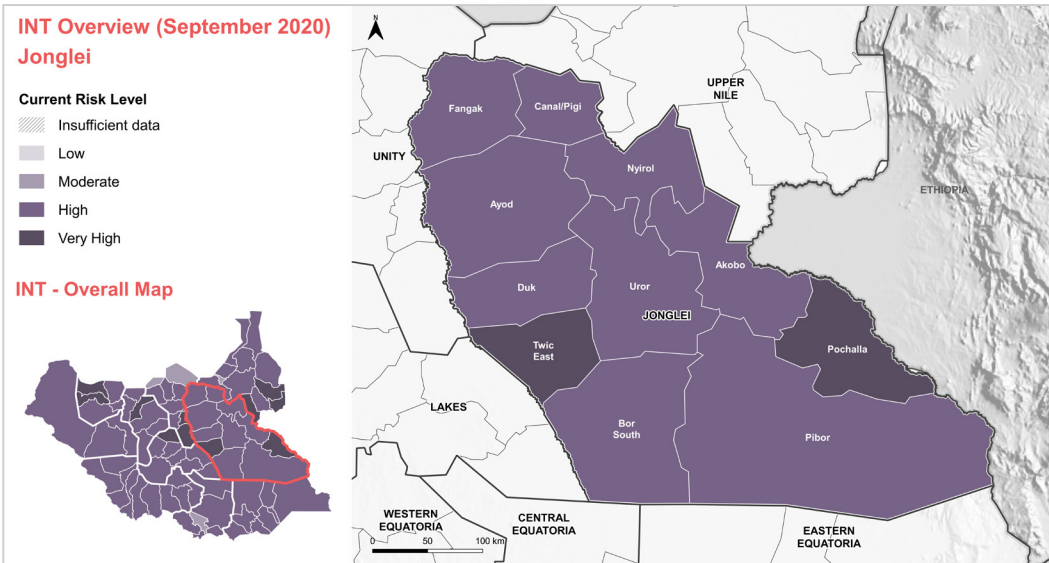 INT Overview (September 2020)
Jonglei
Current Risk Level
Insufficient data
Low
Moderate
High
Very High
INT - Overall Map
N
UPPER
NILE
Fangak
Canal/Pigi
UNITY
Nyirol
ETHIOPIA
Ayod
Akobo
Duk
Uror
JONGLEI
Twic
East
Pochalla
LAKES
Bor
South
Pibor
WESTERN
EQUATORIA
CENTRAL
EQUATORIA
EASTERN
EQUATORIA
0 50 100 km